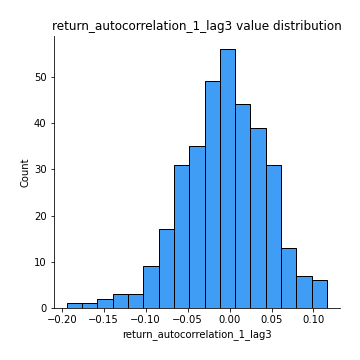 return_autocorrelation_1_lag3 value distribution
Count
50
40
30
20
10
0
−0.20 −0.15 −0.10 −0.05 0.00 0.05 0.10
return_autocorrelation_1_lag3